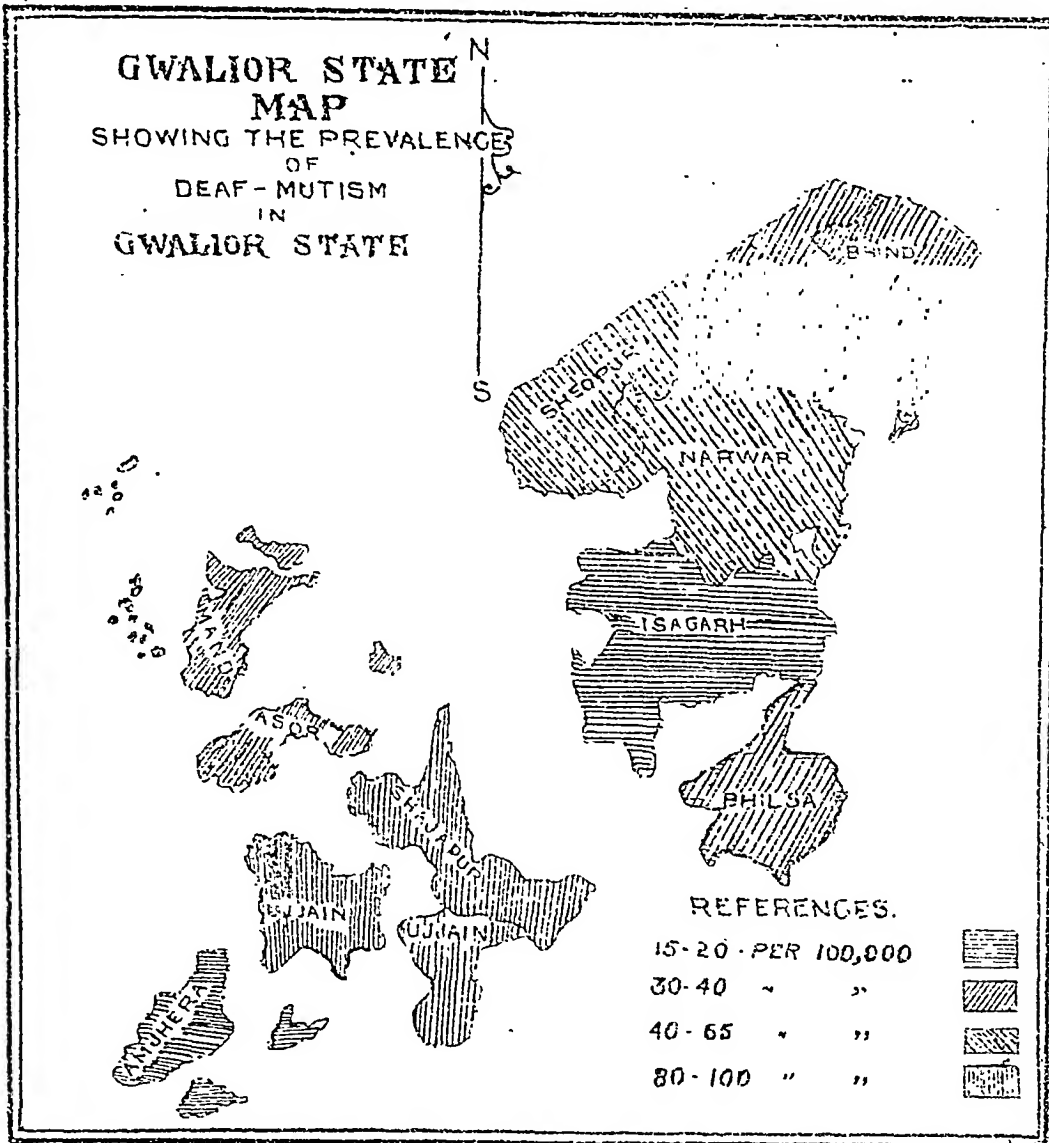 GWALIOR STATE
MAP
SHOWING THE PREVALENCE
OF
DEAF-MUTISM
IN
GWALIOR STATE
N
S
BHIND
SHEOPUR
NARWAR
ISAGARH
BHILSA
ASOR
SHAJAPUR
UJJAIN
UJJAIN
AMJHERA
REFERENCES.
15-20 · PER 100,000
30-40 " "
40-65 " "
80-100 " "